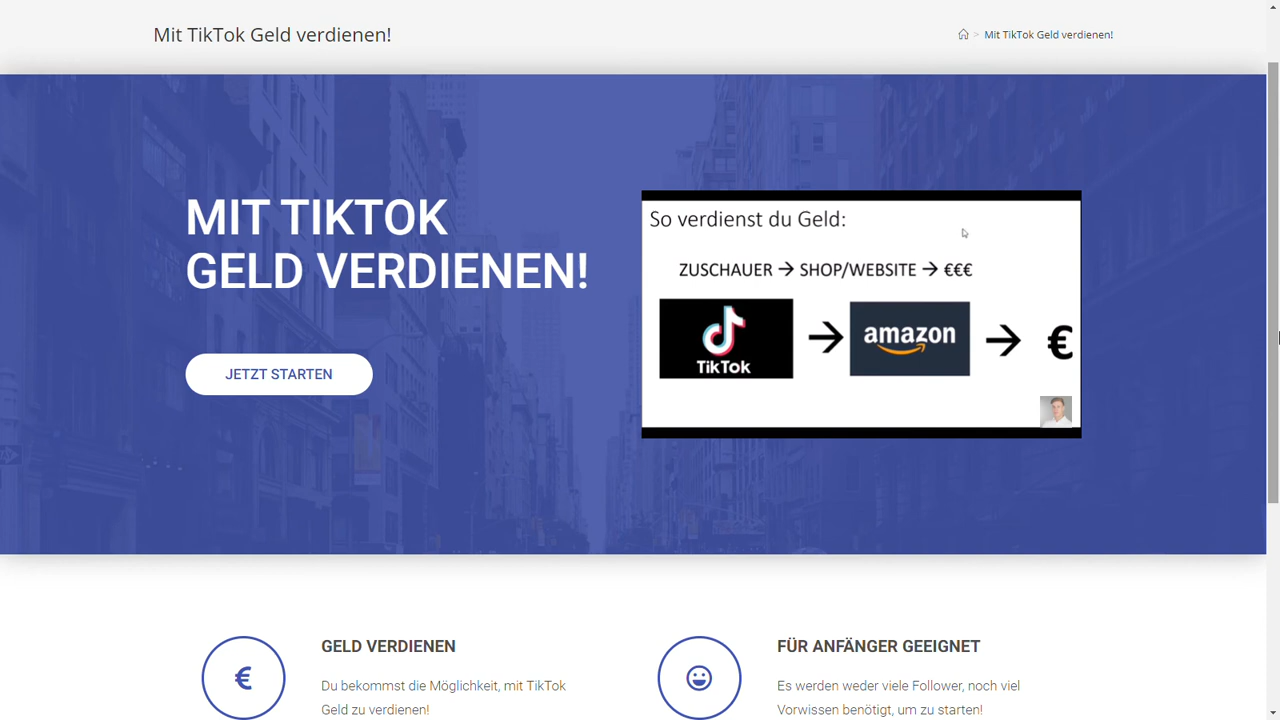 Mit TikTok Geld verdienen!
> Mit TikTok Geld verdienen!
MIT TIKTOK
GELD VERDIENEN!
JETZT STARTEN
So verdienst du Geld:
ZUSCHAUER → SHOP/WEBSITE → €€€
TikTok → amazon → €
€
GELD VERDIENEN
Du bekommst die Möglichkeit, mit TikTok
Geld zu verdienen!
FÜR ANFÄNGER GEEIGNET
Es werden weder viele Follower, noch viel
Vorwissen benötigt, um zu starten!